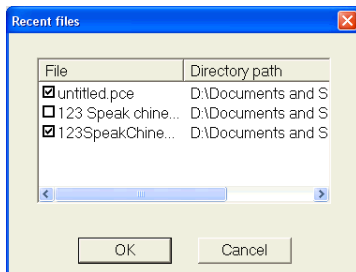 Recent files
File Directory path
untitled.pce D:\Documents and S
123 Speak chine... D:\Documents and S
123SpeakChine... D:\Documents and S
OK Cancel